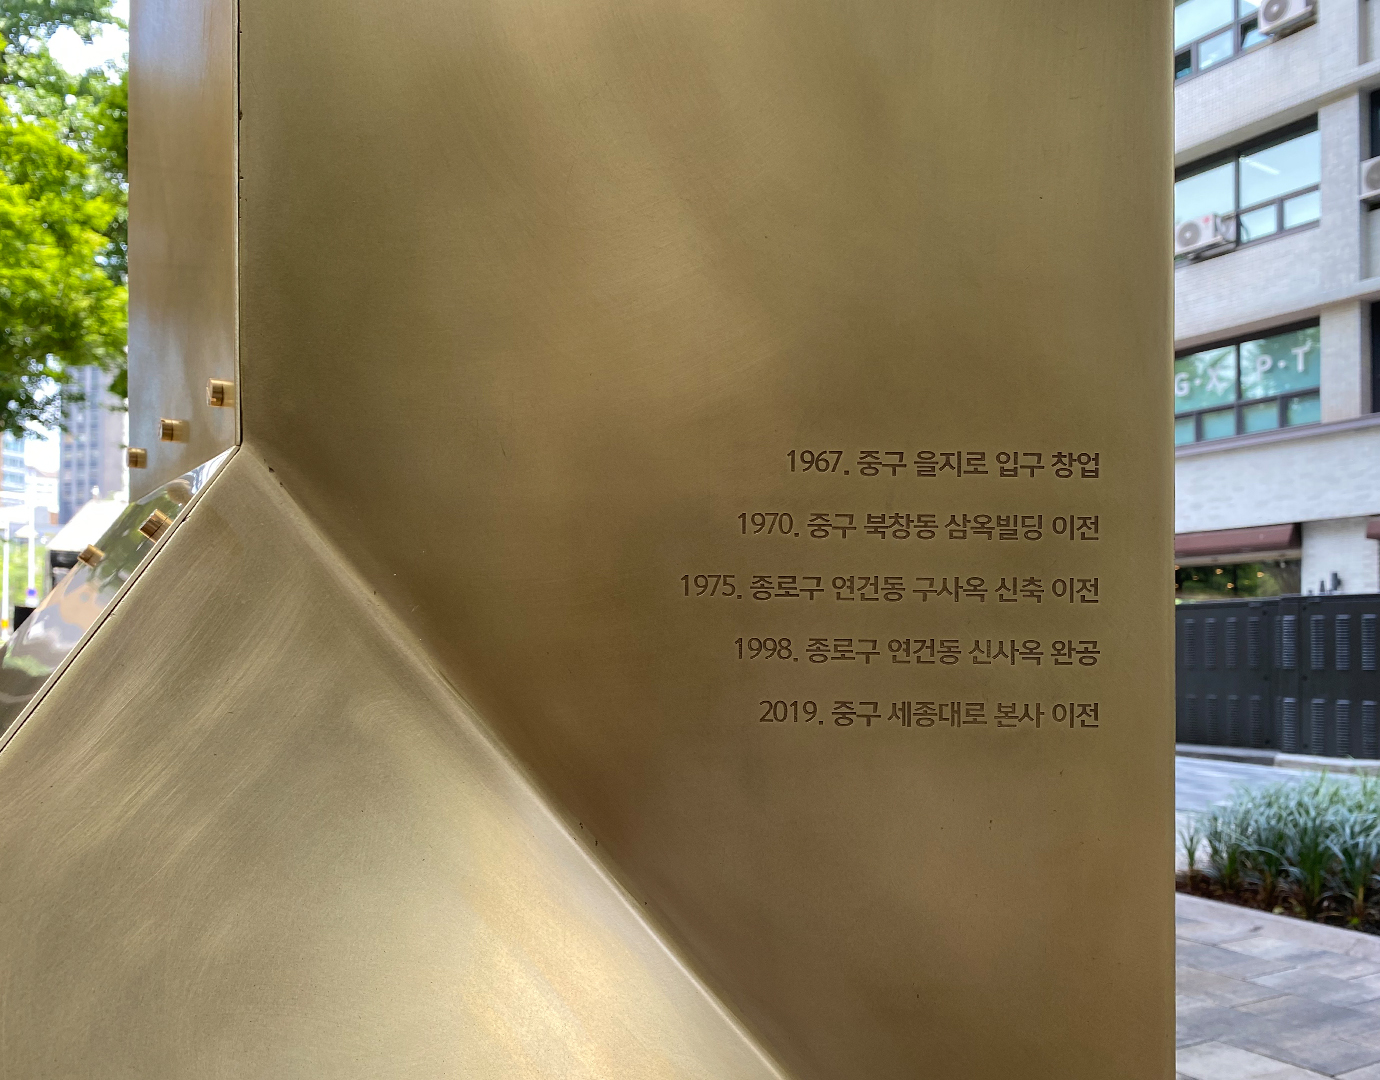 1967. 중구 을지로 입구 창업
1970. 중구 북창동 삼옥빌딩 이전
1975. 종로구 연건동 구사옥 신축 이전
1998. 종로구 연건동 신사옥 완공
2019. 중구 세종대로 본사 이전
G·X P·T